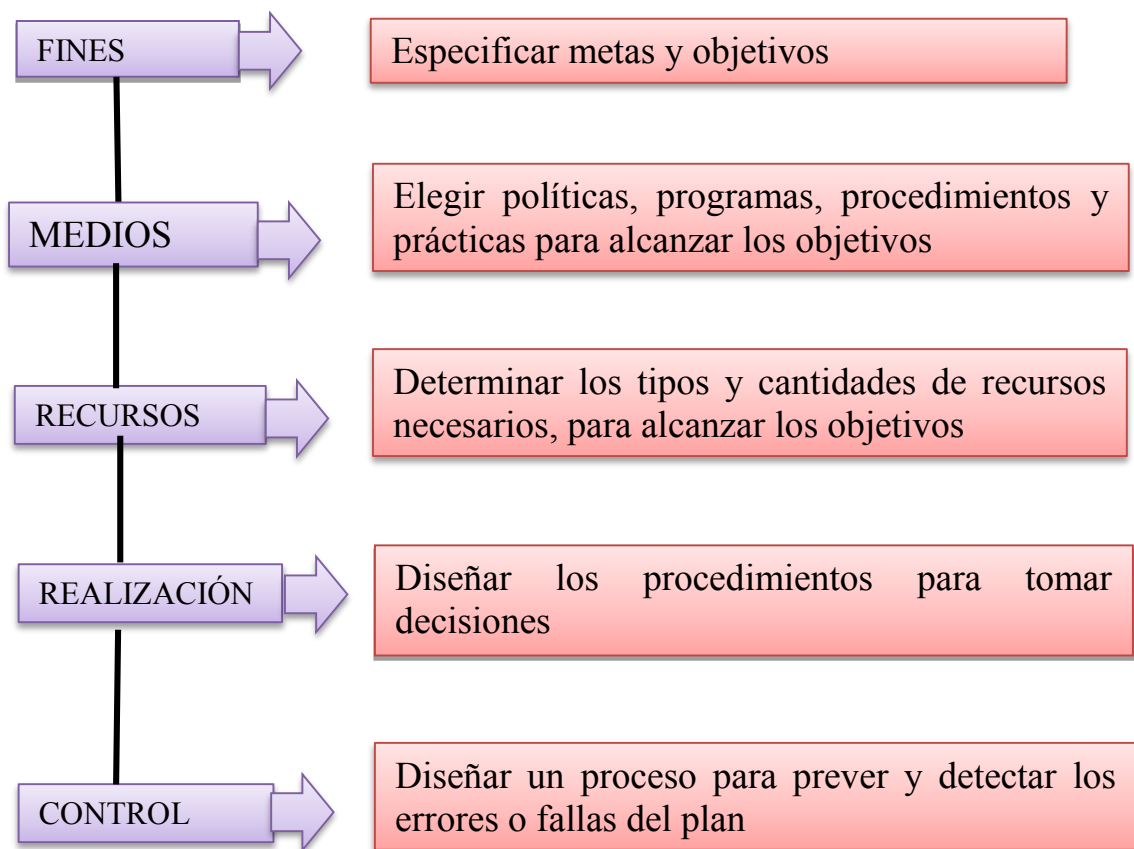 FINES
Especificar metas y objetivos
MEDIOS
Elegir políticas, programas, procedimientos y
prácticas para alcanzar los objetivos
RECURSOS
Determinar los tipos y cantidades de recursos
necesarios, para alcanzar los objetivos
REALIZACIÓN
Diseñar los procedimientos para tomar
decisiones
CONTROL
Diseñar un proceso para prever y detectar los
errores o fallas del plan